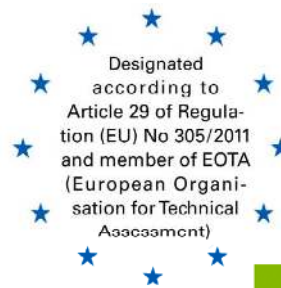 Designated
according to
Article 29 of Regula-
tion (EU) No 305/2011
and member of EOTA
(European Organi-
sation for Technical
Assessment)